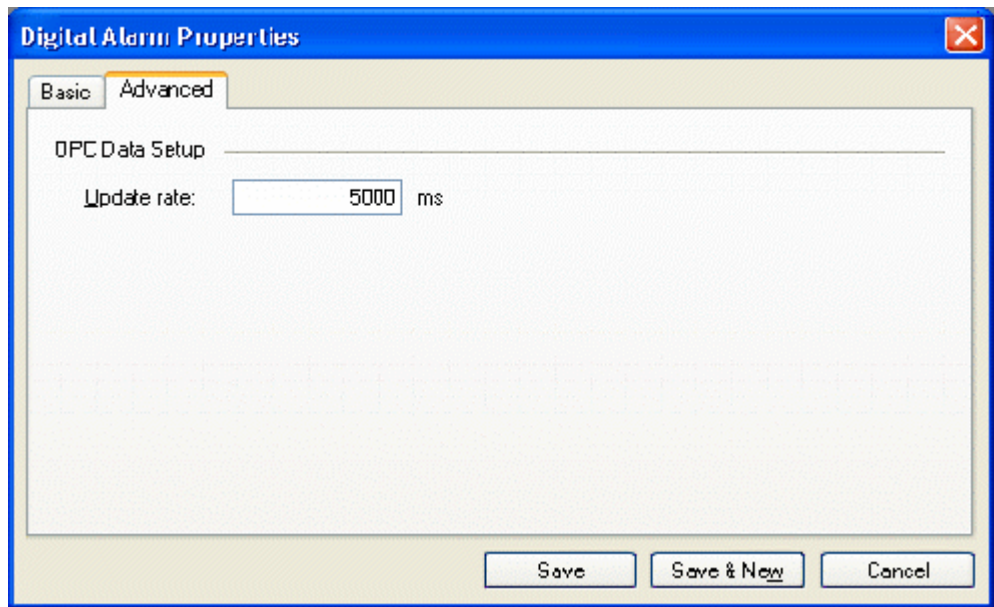 Digital Alarm Properties
Basic Advanced
OPC Data Setup
Update rate: 5000 ms
Save Save & New Cancel